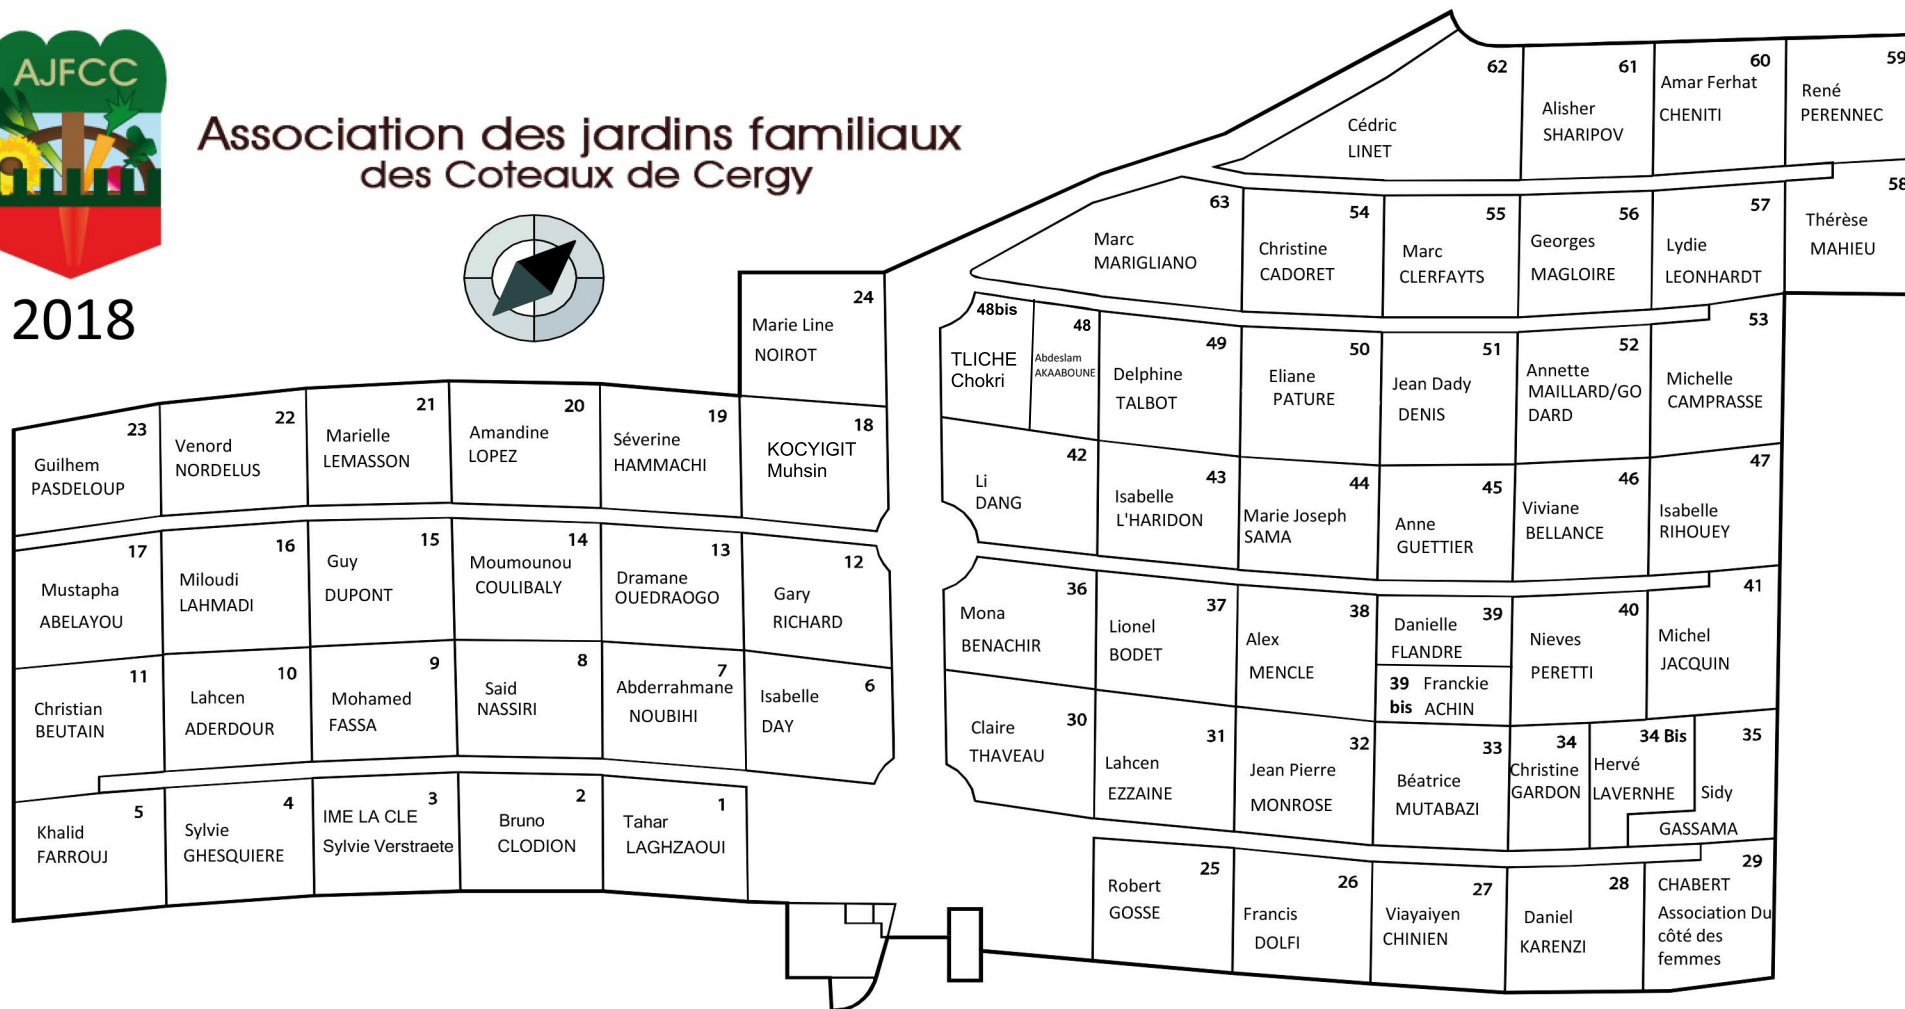 AJFCC
Association des jardins familiaux
des Coteaux de Cergy
2018
24
Marie Line
NOIROT
23
Guilhem
PASDELOUP
22
Venord
NORDELUS
21
Marielle
LEMASSON
20
Amandine
LOPEZ
19
Séverine
HAMMACHI
18
KOCYIGIT
Muhsin
17
Mustapha
ABELAYOU
16
Miloudi
LAHMADI
15
Guy
DUPONT
14
Moumounou
COULIBALY
13
Dramane
OUEDRAOGO
12
Gary
RICHARD
11
Christian
BEUTAIN
10
Lahcen
ADERDOUR
9
Mohamed
FASSA
8
Said
NASSIRI
7
Abderrahmane
NOUBIHI
6
Isabelle
DAY
5
Khalid
FARROUJ
4
Sylvie
GHESQUIERE
3
IME LA CLE
Sylvie Verstraete
2
Bruno
CLODION
1
Tahar
LAGHZAOUI
62
Cédric
LINET
61
Alisher
SHARIPOV
60
Amar Ferhat
CHENITI
59
René
PERENNEC
63
Marc
MARIGLIANO
54
Christine
CADORET
55
Marc
CLERFAYTS
56
Georges
MAGLOIRE
57
Lydie
LEONHARDT
58
Thérèse
MAHIEU
48bis
TLICHE
Chokri
48
Abdeslam
AKAABOUNE
49
Delphine
TALBOT
50
Eliane
PATURE
51
Jean Dady
DENIS
52
Annette
MAILLARD/GO
DARD
53
Michelle
CAMPRASSE
42
Li
DANG
43
Isabelle
L'HARIDON
44
Marie Joseph
SAMA
45
Anne
GUETTIER
46
Viviane
BELLANCE
47
Isabelle
RIHOUEY
36
Mona
BENACHIR
37
Lionel
BODET
38
Alex
MENCLE
39
Danielle
FLANDRE
39 Franckie
bis ACHIN
40
Nieves
PERETTI
41
Michel
JACQUIN
30
Claire
THAVEAU
31
Lahcen
EZZAINE
32
Jean Pierre
MONROSE
33
Béatrice
MUTABAZI
34
Christine
GARDON
34 Bis
Hervé
LAVERNHE
35
Sidy
GASSAMA
25
Robert
GOSSE
26
Francis
DOLFI
27
Viayaiyen
CHINIEN
28
Daniel
KARENZI
29
CHABERT
Association Du
côté des
femmes